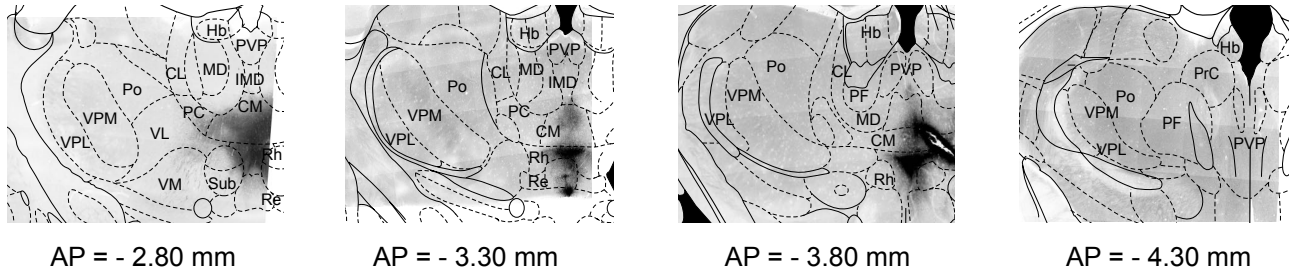 Hb
PVP
CL
MD
IMD
Po
PC
CM
VPM
VL
VPL
Rh
VM
Sub
Re
AP = - 2.80 mm
Hb
PVP
CL
MD
IMD
Po
PC
VPM
CM
VPL
Rh
Re
AP = - 3.30 mm
Hb
Po
CL
PVP
VPM
PF
MD
VPL
CM
Rh
AP = - 3.80 mm
Hb
PrC
Po
VPM
PF
VPL
PVP
AP = - 4.30 mm